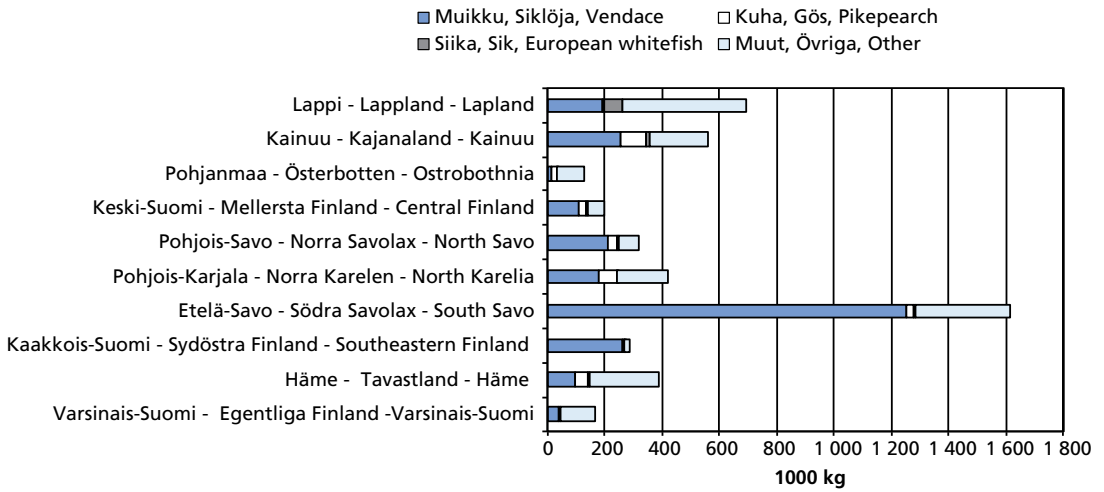 Muikku, Siklöja, Vendace Kuha, Gös, Pikepearch
Siika, Sik, European whitefish Muut, Övriga, Other
Lappi - Lappland - Lapland
Kainuu - Kajanaland - Kainuu
Pohjanmaa - Österbotten - Ostrobothnia
Keski-Suomi - Mellersta Finland - Central Finland
Pohjois-Savo - Norra Savolax - North Savo
Pohjois-Karjala - Norra Karelen - North Karelia
Etelä-Savo - Södra Savolax - South Savo
Kaakkois-Suomi - Sydöstra Finland - Southeastern Finland
Häme - Tavastland - Häme
Varsinais-Suomi - Egentliga Finland -Varsinais-Suomi
0 200 400 600 800 1 000 1 200 1 400 1 600 1 800
1000 kg